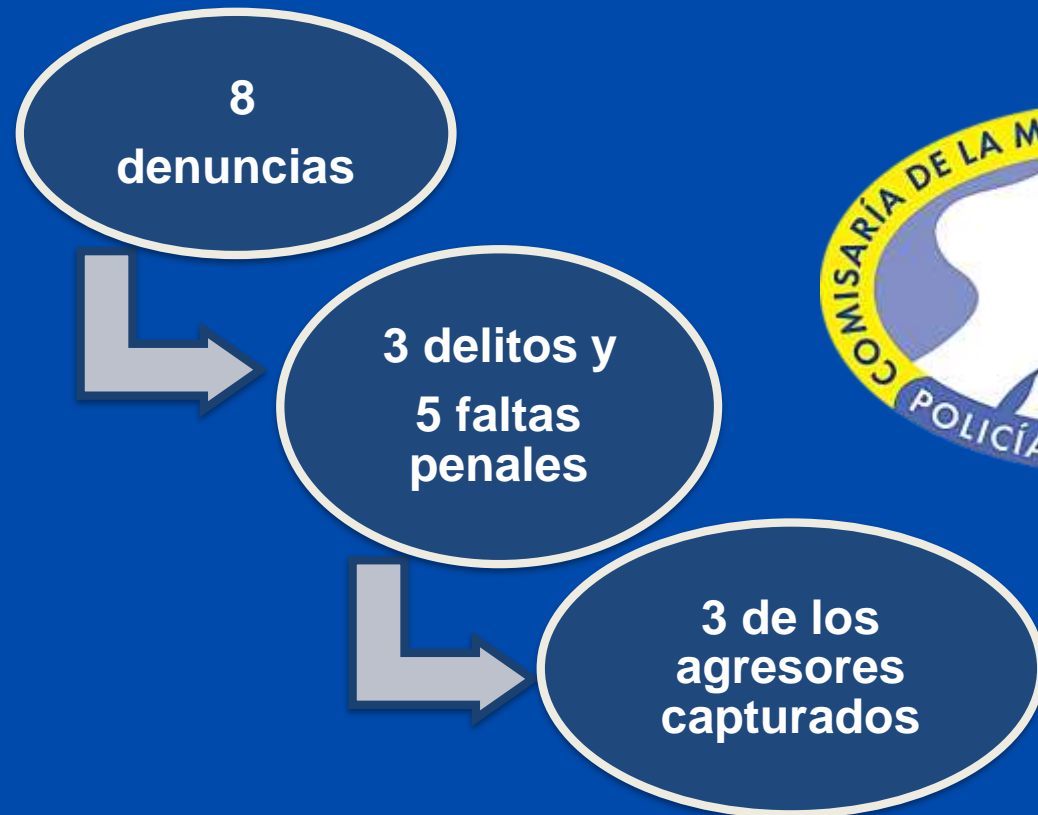 8
denuncias
COMISARÍA DE LA M
POLICÍA
3 delitos y
5 faltas
penales
3 de los
agresores
capturados